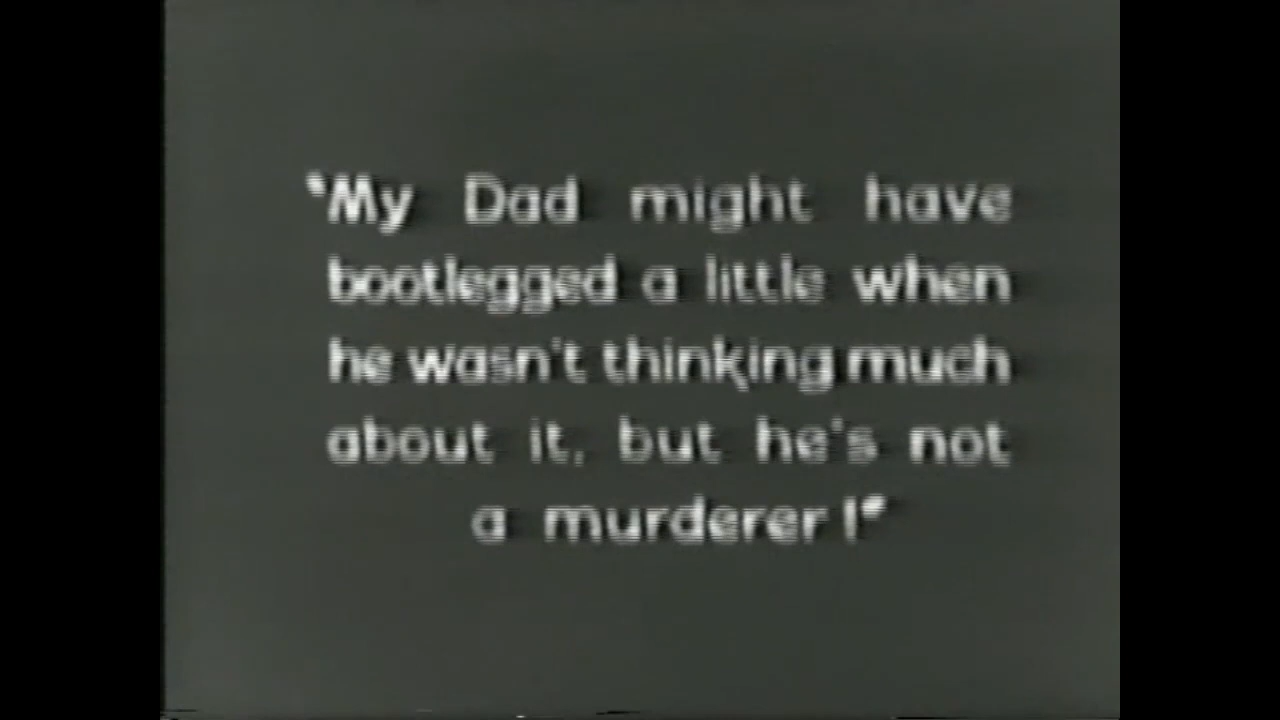 "My Dad might have
bootlegged a little when
he wasn't thinking much
about it, but he's not
a murderer!"